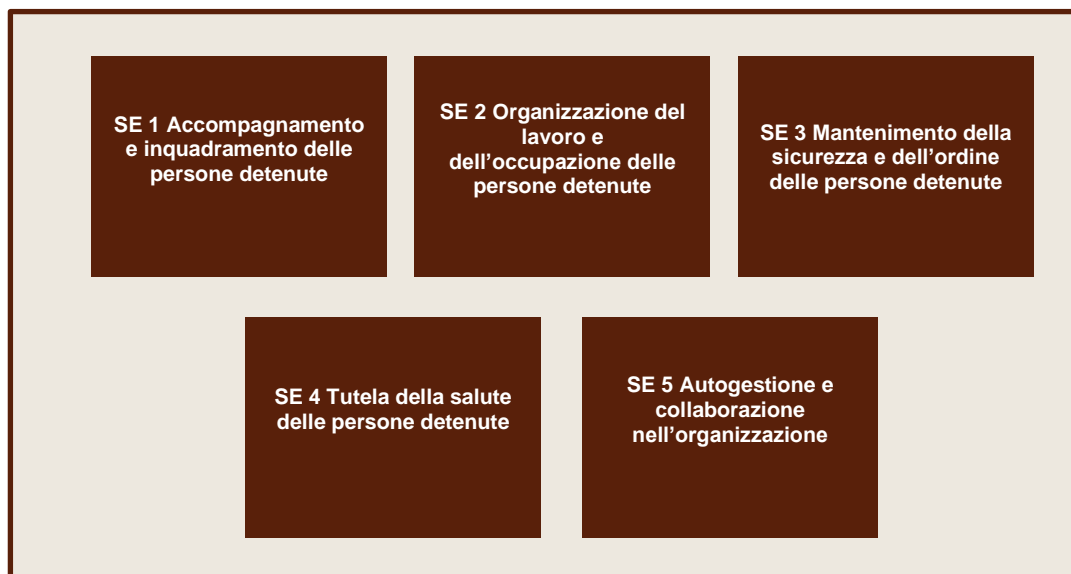 SE 1 Accompagnamento
e inquadramento delle
persone detenute
SE 2 Organizzazione del
lavoro e
dell’occupazione delle
persone detenute
SE 3 Mantenimento della
sicurezza e dell’ordine
delle persone detenute
SE 4 Tutela della salute
delle persone detenute
SE 5 Autogestione e
collaborazione
nell’organizzazione